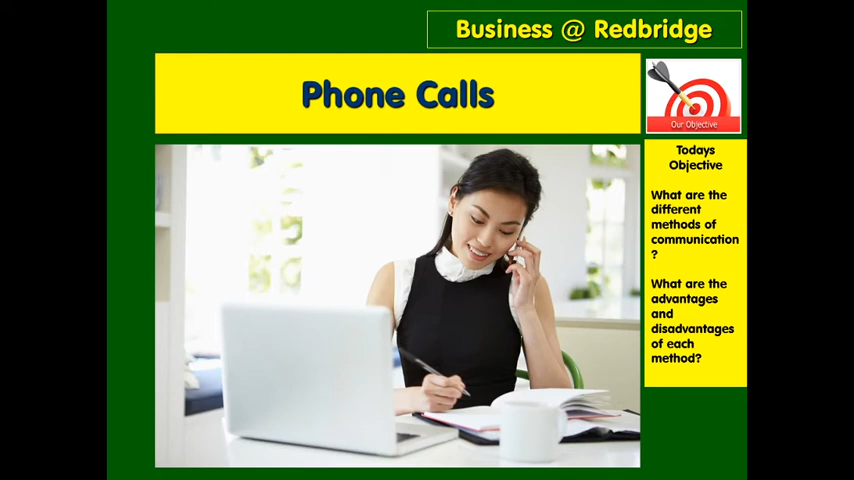 Business @ Redbridge
Phone Calls
Our Objective
Todays
Objective
What are the
different
methods of
communication
?
What are the
advantages
and
disadvantages
of each
method?